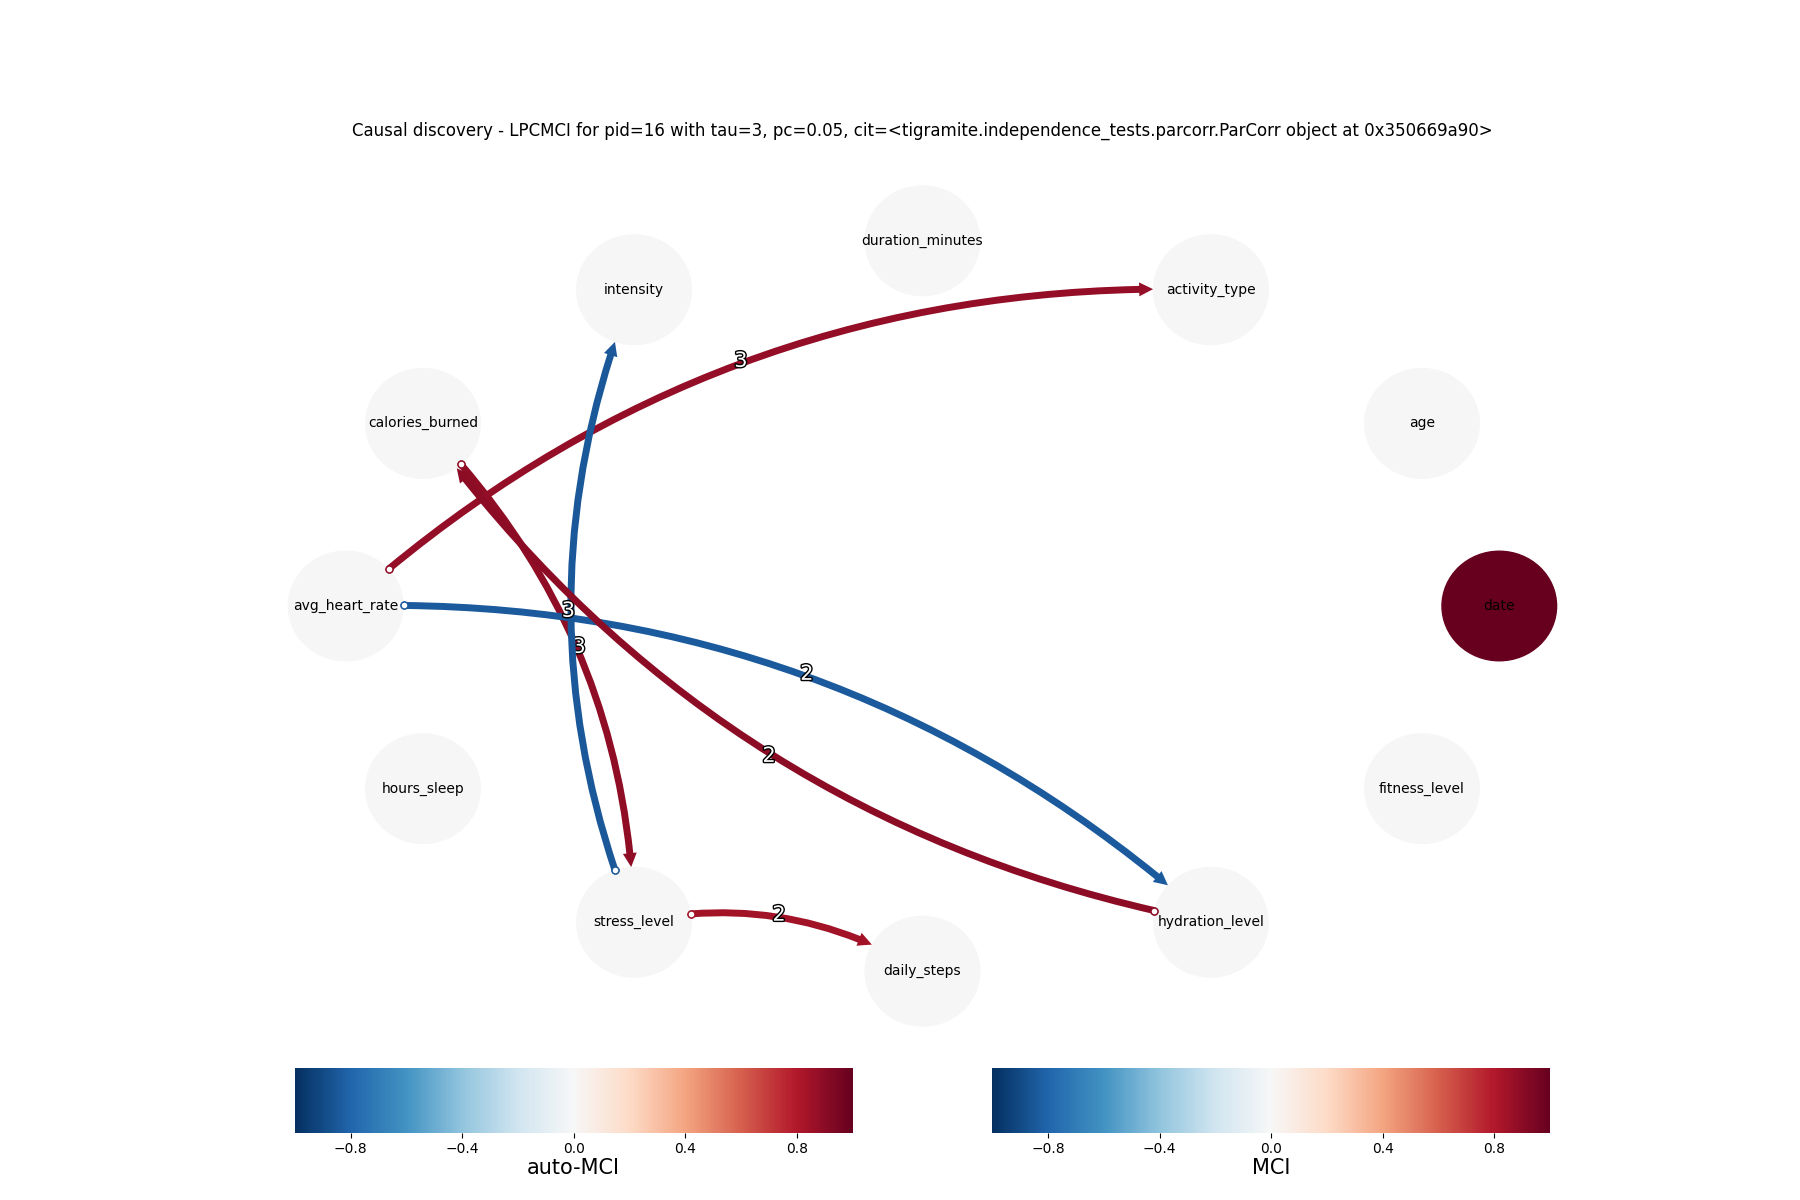 Causal discovery - LPCMCI for pid=16 with tau=3, pc=0.05, cit=<tigramite.independence_tests.parcorr.ParCorr object at 0x350669a90>
duration_minutes
intensity
activity_type
3
calories_burned
age
avg_heart_rate
3
date
3
2
2
hours_sleep
fitness_level
stress_level
2
hydration_level
daily_steps
−0.8 −0.4 0.0 0.4 0.8
auto-MCI
−0.8 −0.4 0.0 0.4 0.8
MCI